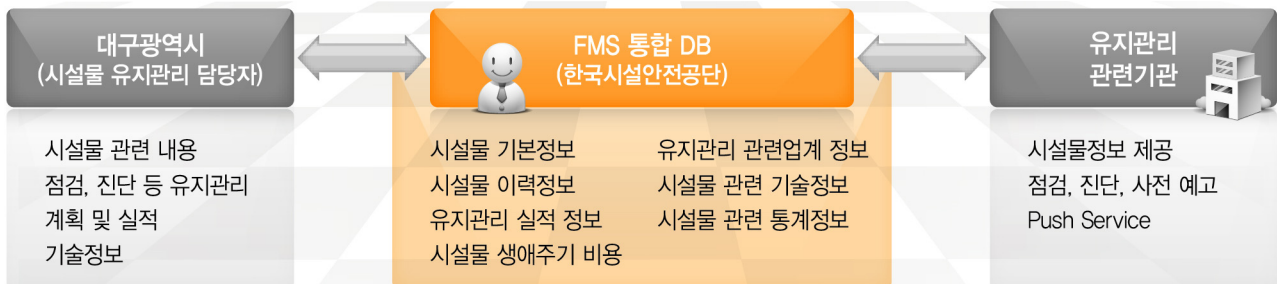 대구광역시
(시설물 유지관리 담당자)
시설물 관련 내용
점검, 진단 등 유지관리
계획 및 실적
기술정보
FMS 통합 DB
(한국시설안전공단)
시설물 기본정보
시설물 이력정보
유지관리 실적 정보
시설물 생애주기 비용
유지관리 관련업계 정보
시설물 관련 기술정보
시설물 관련 통계정보
유지관리
관련기관
시설물정보 제공
점검, 진단, 사전 예고
Push Service